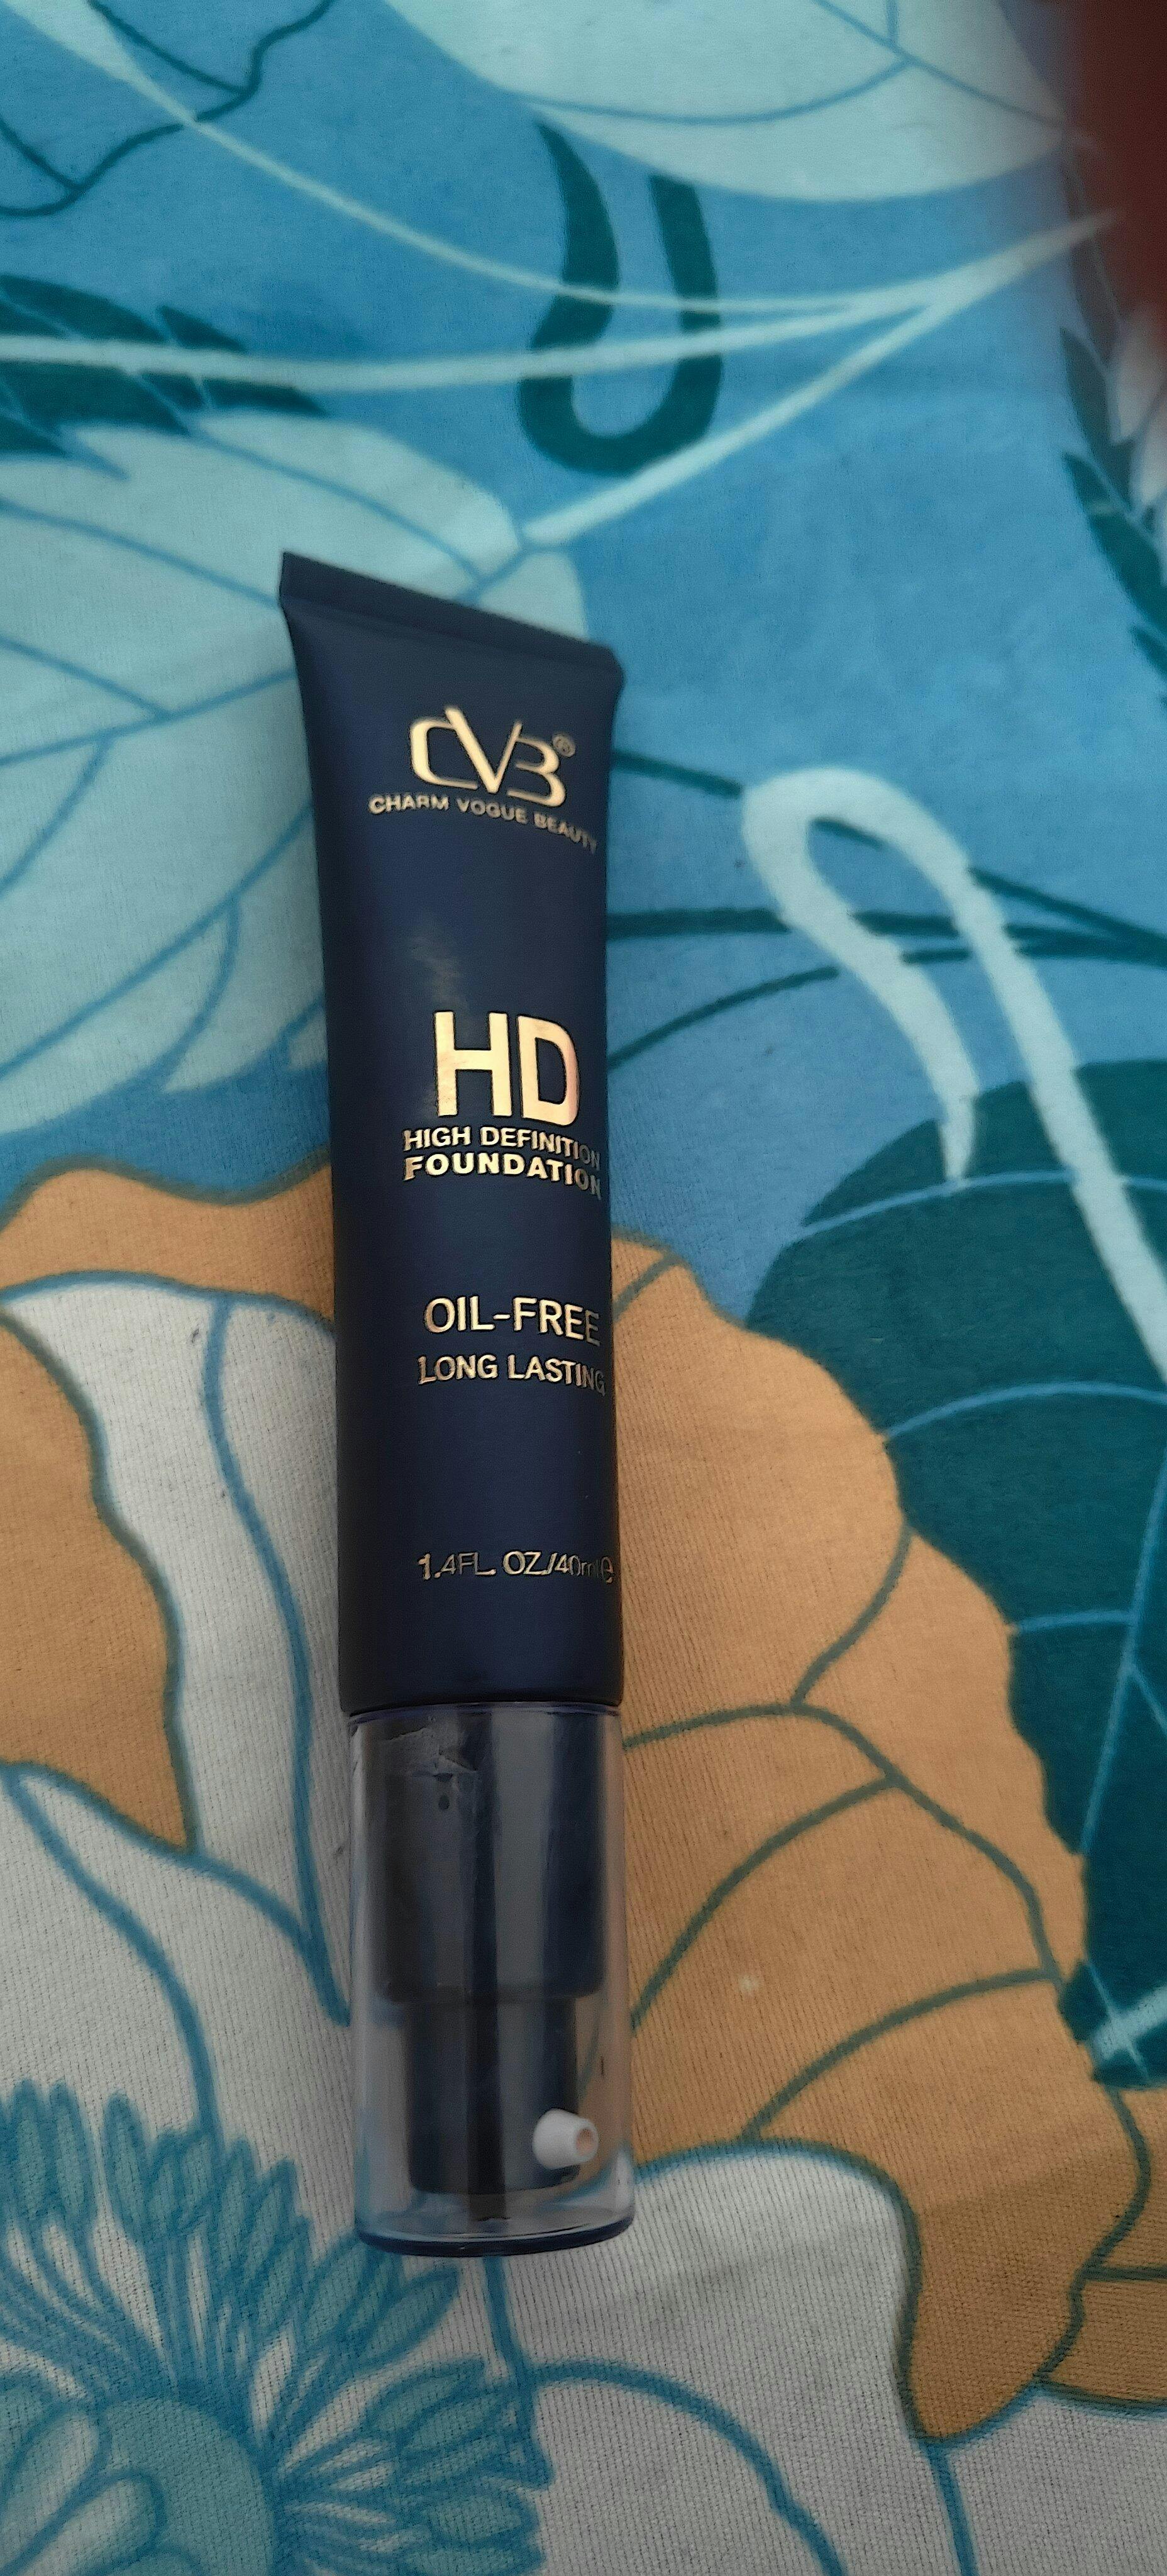 CVB®
CHARM VOGUE BEAUTY
HD
HIGH DEFINITION
FOUNDATION
OIL-FREE
LONG LASTING
1.4FL. OZ./40ml℮